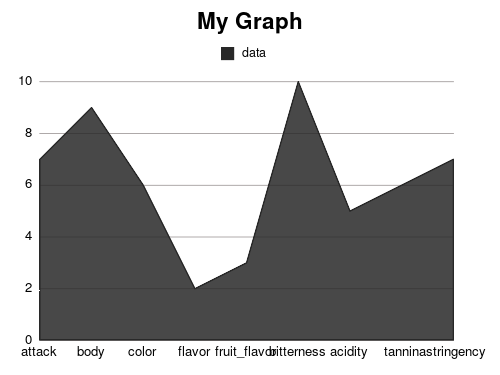 My Graph
data
10
8
6
4
2
0
attack body color flavor fruit_flavor bitterness acidity tannin astringency